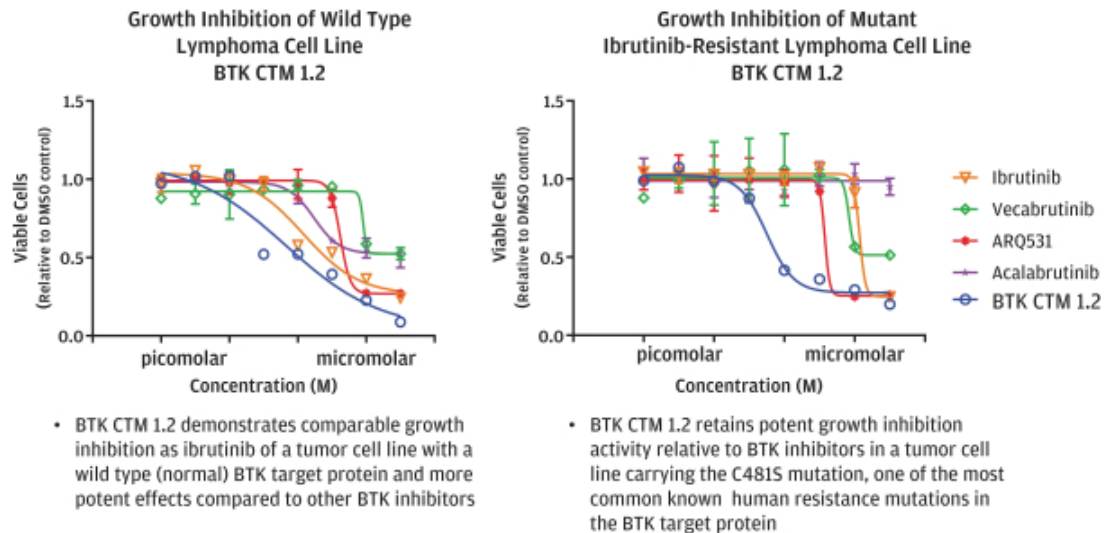 Growth Inhibition of Wild Type
Lymphoma Cell Line
BTK CTM 1.2
Viable Cells
(Relative to DMSO control)
1.5
1.0
0.5
0.0
picomolar
micromolar
Concentration (M)
• BTK CTM 1.2 demonstrates comparable growth
inhibition as ibrutinib of a tumor cell line with a
wild type (normal) BTK target protein and more
potent effects compared to other BTK inhibitors
Growth Inhibition of Mutant
Ibrutinib-Resistant Lymphoma Cell Line
BTK CTM 1.2
Viable Cells
(Relative to DMSO control)
1.5
1.0
0.5
0.0
picomolar
micromolar
Concentration (M)
Ibrutinib
Vecabrutinib
ARQ531
Acalabrutinib
BTK CTM 1.2
• BTK CTM 1.2 retains potent growth inhibition
activity relative to BTK inhibitors in a tumor cell
line carrying the C481S mutation, one of the most
common known human resistance mutations in
the BTK target protein